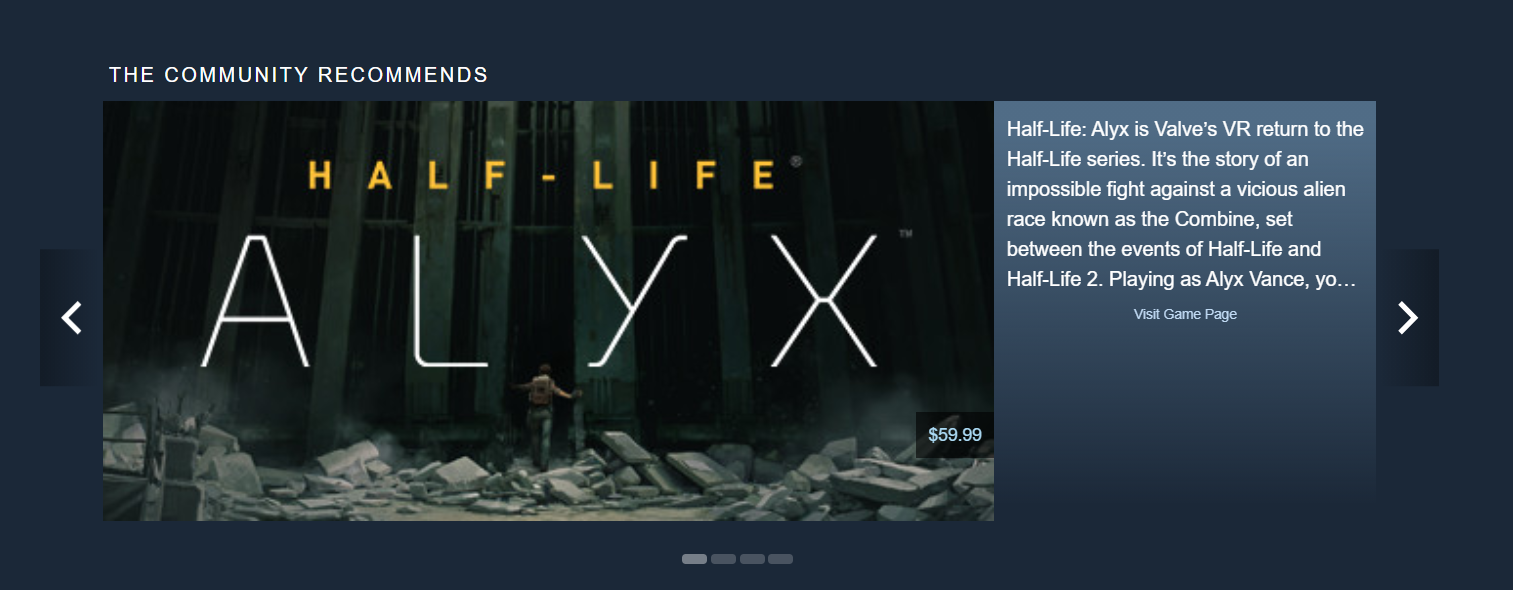 THE COMMUNITY RECOMMENDS
HALF-LIFE®
ALYX™
$59.99
Half-Life: Alyx is Valve’s VR return to the
Half-Life series. It’s the story of an
impossible fight against a vicious alien
race known as the Combine, set
between the events of Half-Life and
Half-Life 2. Playing as Alyx Vance, yo…
Visit Game Page